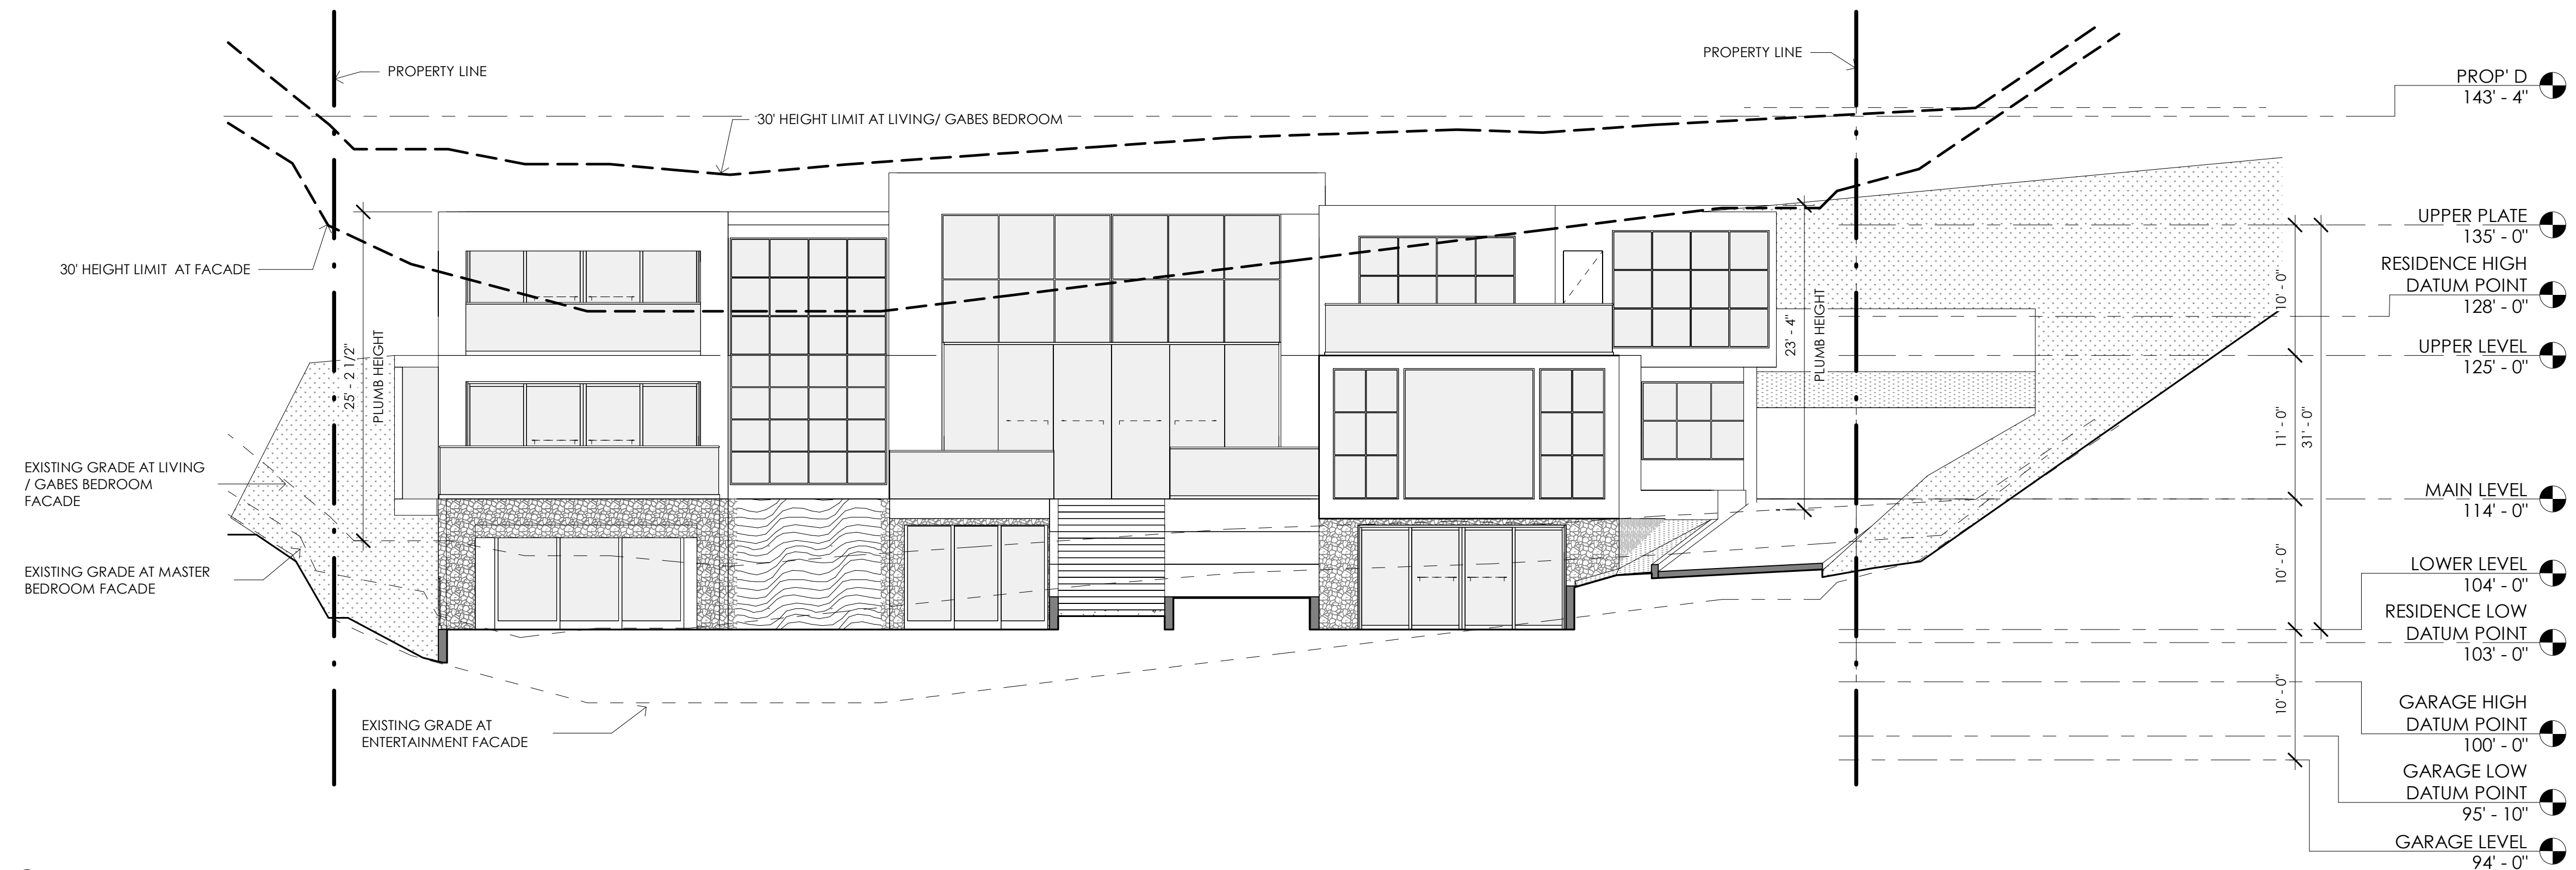 PROPERTY LINE
PROPERTY LINE
PROP' D
143' - 4"
30' HEIGHT LIMIT AT LIVING/ GABES BEDROOM
UPPER PLATE
135' - 0"
30' HEIGHT LIMIT  AT FACADE
RESIDENCE HIGH
DATUM POINT
128' - 0"
10' - 0"
25' - 2 1/2"
PLUMB HEIGHT
23' - 4"
PLUMB HEIGHT
UPPER LEVEL
125' - 0"
11' - 0"
31' - 0"
EXISTING GRADE AT LIVING
/ GABES BEDROOM
FACADE
MAIN LEVEL
114' - 0"
EXISTING GRADE AT MASTER
BEDROOM FACADE
10' - 0"
LOWER LEVEL
104' - 0"
RESIDENCE LOW
DATUM POINT
103' - 0"
10' - 0"
EXISTING GRADE AT
ENTERTAINMENT FACADE
GARAGE HIGH
DATUM POINT
100' - 0"
GARAGE LOW
DATUM POINT
95' - 10"
GARAGE LEVEL
94' - 0"